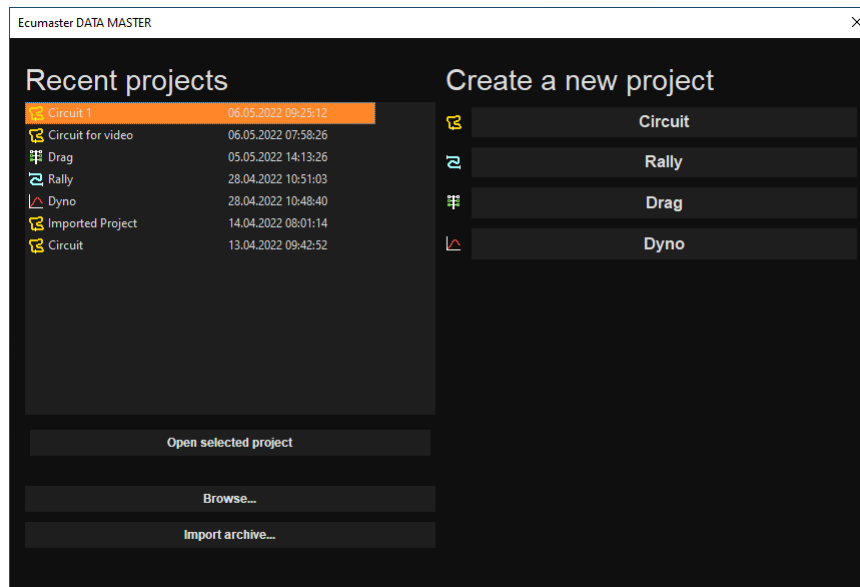 Ecumaster DATA MASTER
Recent projects
Circuit 1 06.05.2022 09:25:12
Circuit for video 06.05.2022 07:58:26
Drag 05.05.2022 14:13:26
Rally 28.04.2022 10:51:03
Dyno 28.04.2022 10:48:40
Imported Project 14.04.2022 08:01:14
Circuit 13.04.2022 09:42:52
Open selected project
Browse...
Import archive...
Create a new project
Circuit
Rally
Drag
Dyno